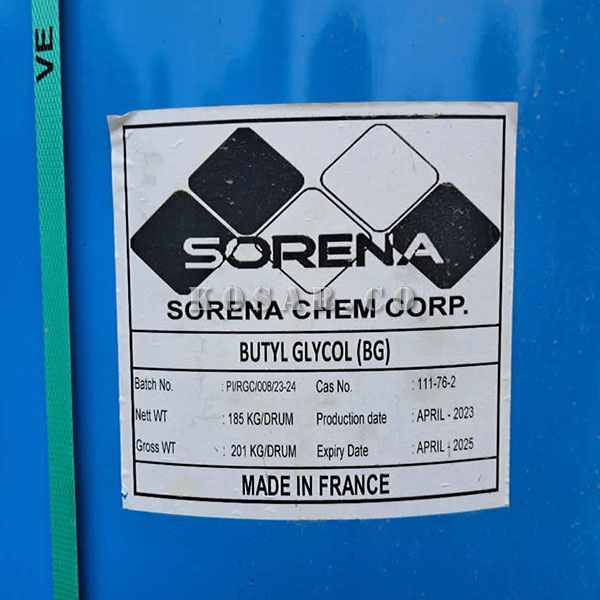 VE
SORENA
KOSAR CO
SORENA CHEM CORP.
BUTYL GLYCOL (BG)
Batch No. : PI/RGC/008/23-24 Cas No. : 111-76-2
Nett WT : 185 KG/DRUM Production date : APRIL - 2023
Gross WT : 201 KG/DRUM Expiry Date : APRIL - 2025
MADE IN FRANCE